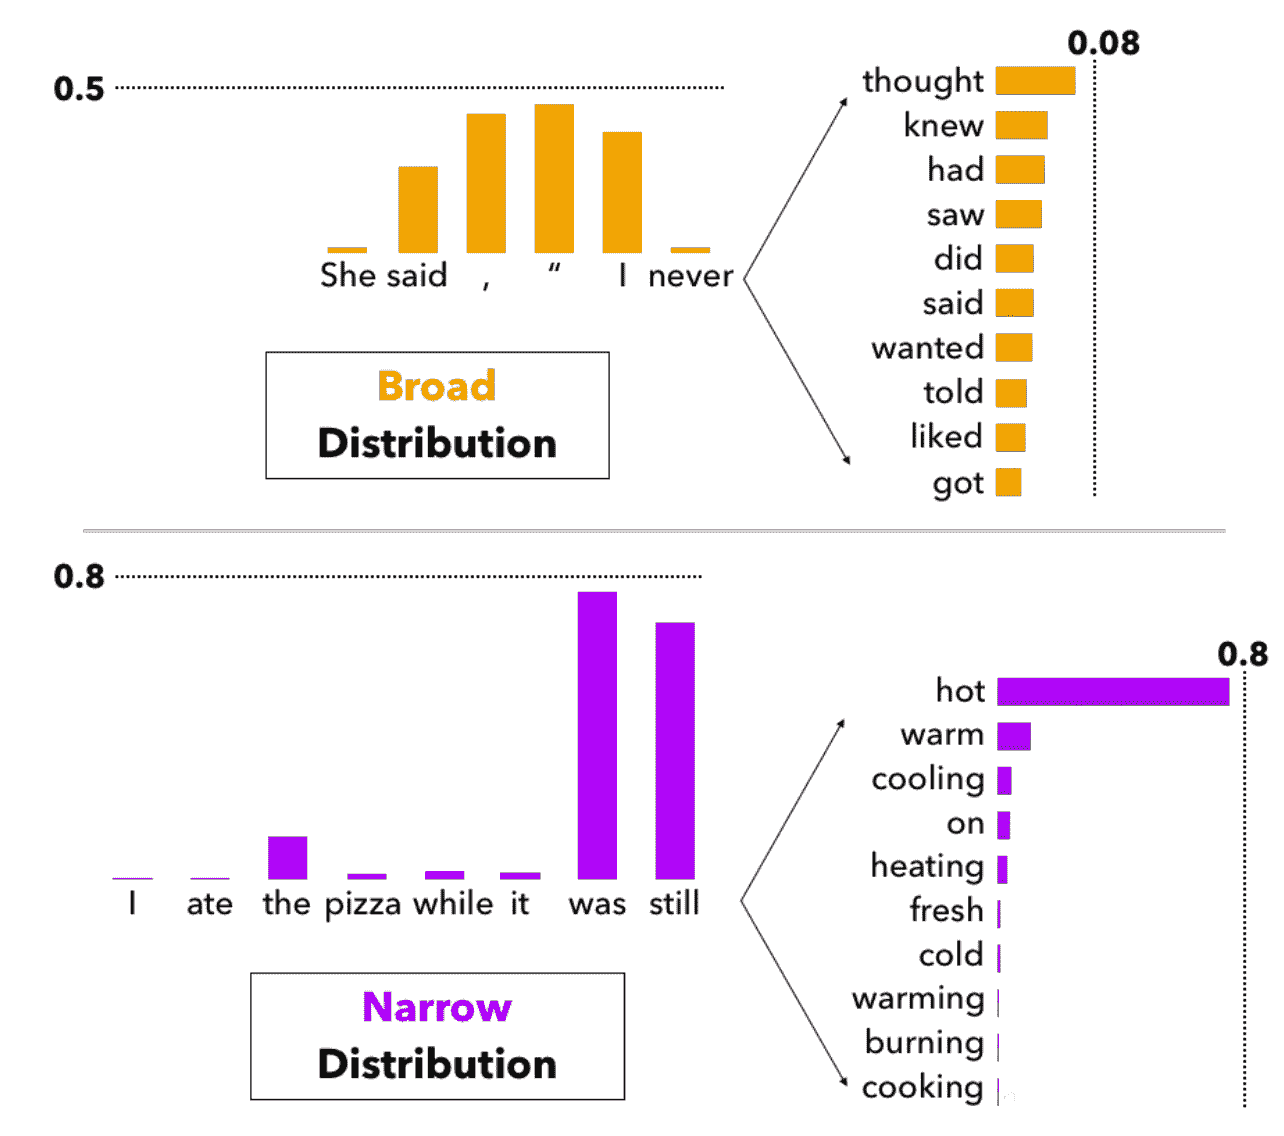 0.5
She said , “ I never
Broad
Distribution
0.08
thought
knew
had
saw
did
said
wanted
told
liked
got
0.8
I ate the pizza while it was still
Narrow
Distribution
0.8
hot
warm
cooling
on
heating
fresh
cold
warming
burning
cooking